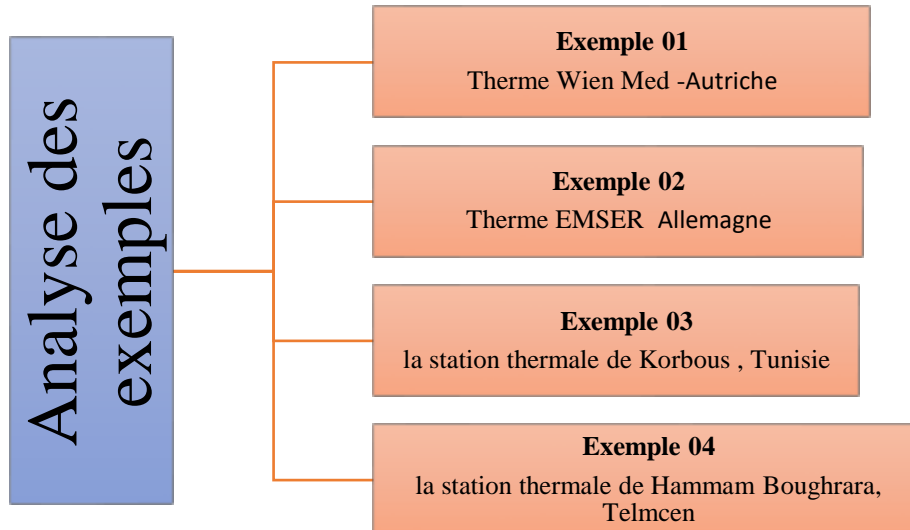 Analyse des
exemples
Exemple 01
Therme Wien Med -Autriche
Exemple 02
Therme EMSER Allemagne
Exemple 03
la station thermale de Korbous , Tunisie
Exemple 04
la station thermale de Hammam Boughrara,
Telmcen